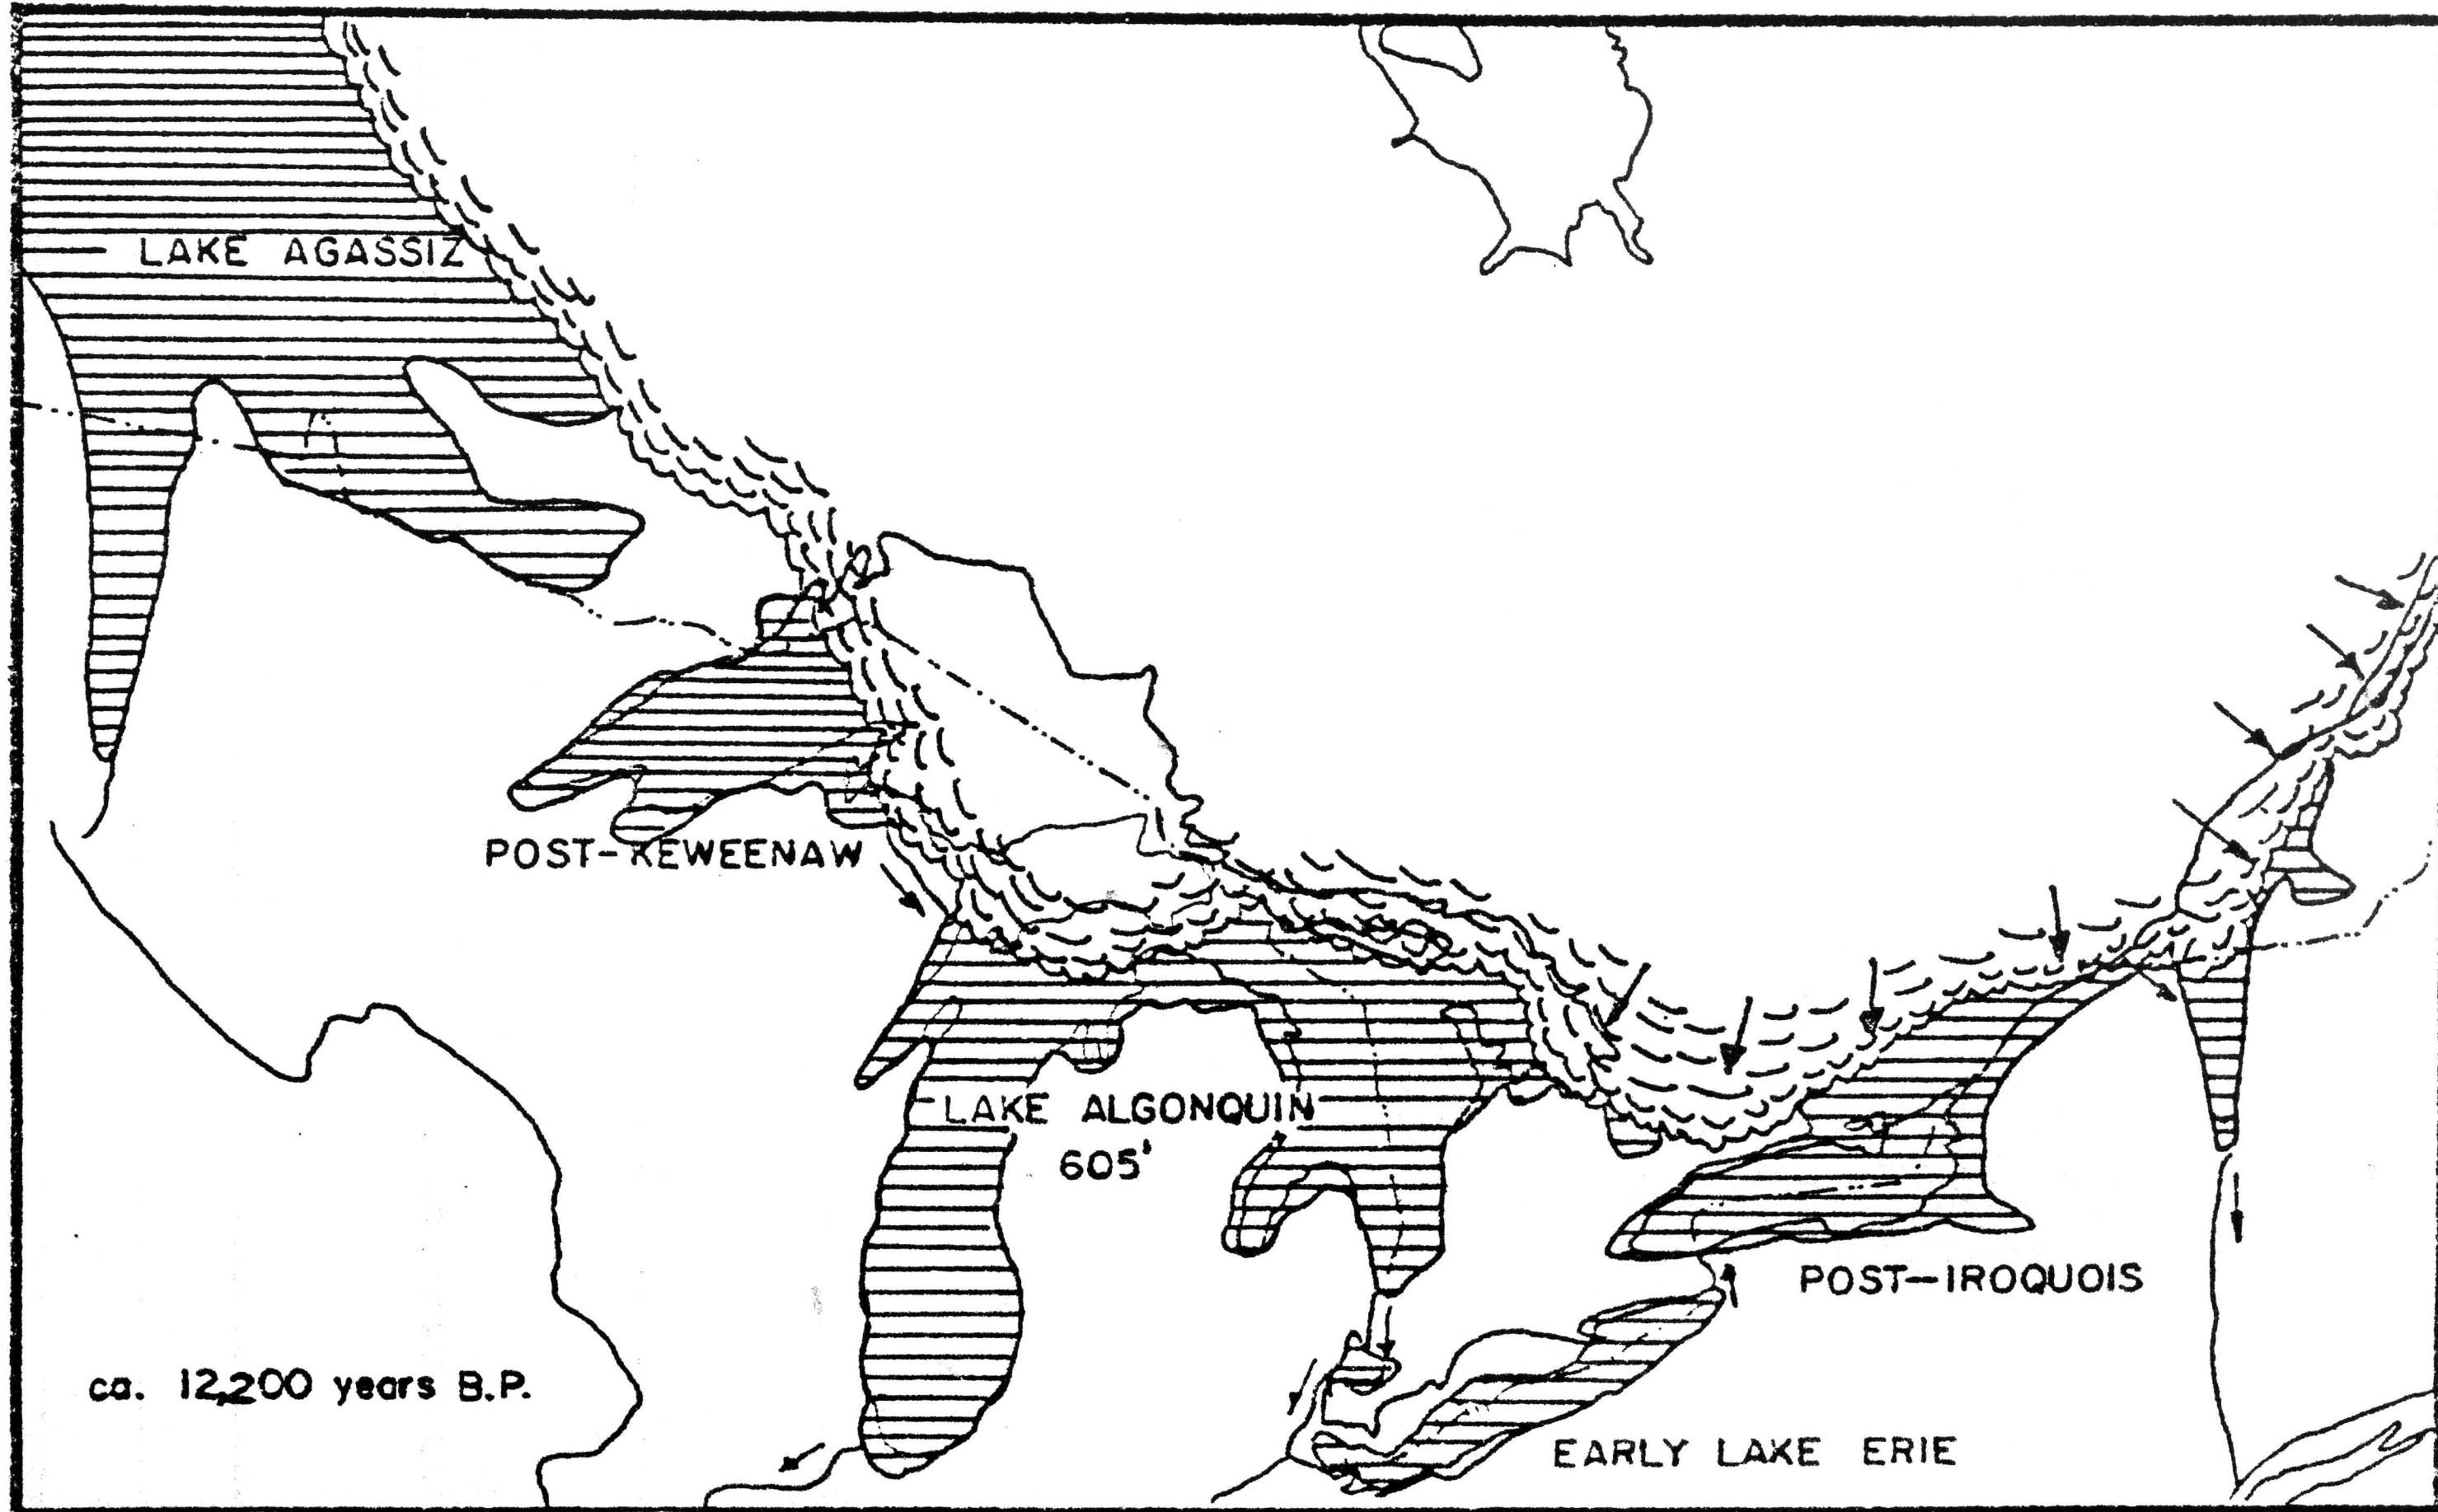 LAKE AGASSIZ
POST-KEWEENAW
LAKE ALGONQUIN
605'
POST-IROQUOIS
EARLY LAKE ERIE
ca. 12,200 years B.P.